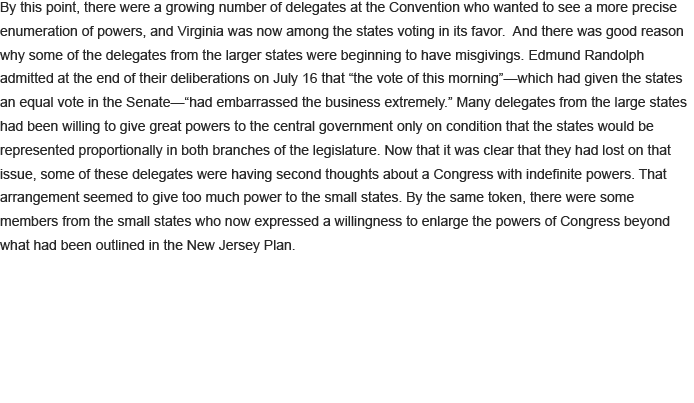 By this point, there were a growing number of delegates at the Convention who wanted to see a more precise
enumeration of powers, and Virginia was now among the states voting in its favor.  And there was good reason
why some of the delegates from the larger states were beginning to have misgivings. Edmund Randolph
admitted at the end of their deliberations on July 16 that “the vote of this morning”—which had given the states
an equal vote in the Senate—“had embarrassed the business extremely.” Many delegates from the large states
had been willing to give great powers to the central government only on condition that the states would be
represented proportionally in both branches of the legislature. Now that it was clear that they had lost on that
issue, some of these delegates were having second thoughts about a Congress with indefinite powers. That
arrangement seemed to give too much power to the small states. By the same token, there were some
members from the small states who now expressed a willingness to enlarge the powers of Congress beyond
what had been outlined in the New Jersey Plan.